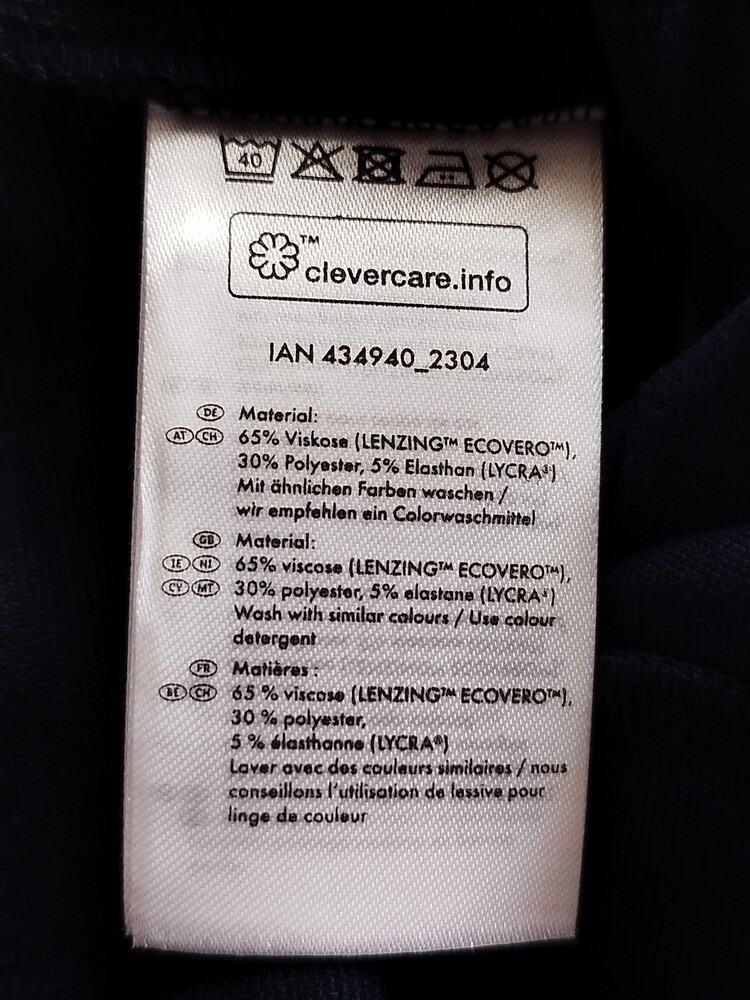 40
™
clevercare.info
IAN 434940_2304
DE Material:
AT CH 65% Viskose (LENZING™ ECOVERO™),
30% Polyester, 5% Elasthan (LYCRA®)
Mit ähnlichen Farben waschen /
wir empfehlen ein Colorwaschmittel
GB Material:
IE NI 65% viscose (LENZING™ ECOVERO™),
CY MT 30% polyester, 5% elastane (LYCRA®)
Wash with similar colours / Use colour
detergent
FR Matières :
BE CH 65 % viscose (LENZING™ ECOVERO™),
30 % polyester,
5 % élasthanne (LYCRA®)
Laver avec des couleurs similaires / nous
conseillons l'utilisation de lessive pour
linge de couleur